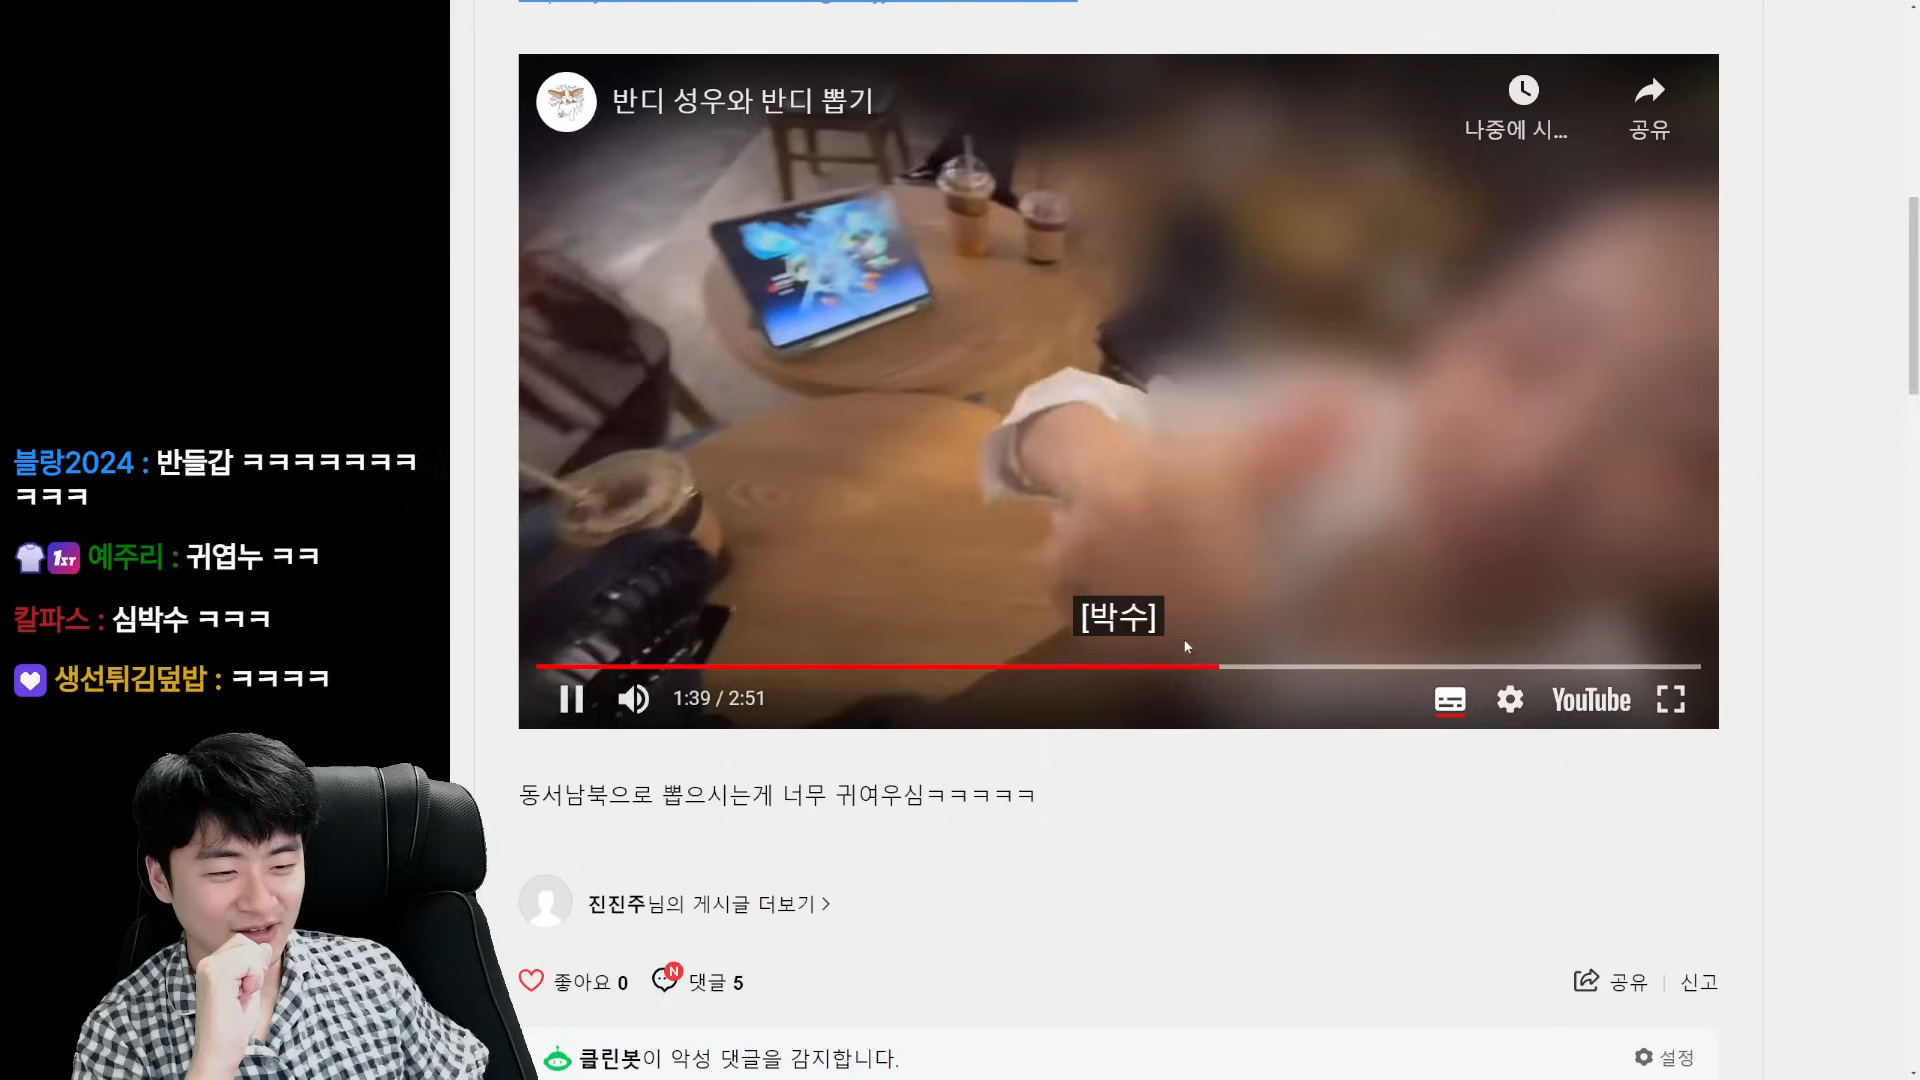 반디 성우와 반디 뽑기
나중에 시...
공유
블랑2024 : 반들갑 ㅋㅋㅋㅋㅋㅋㅋ
ㅋㅋㅋ
1ST 예주리 : 귀엽누 ㅋㅋ
칼파스 : 심박수 ㅋㅋㅋ
생선튀김덮밥 : ㅋㅋㅋㅋ
[박수]
1:39 / 2:51
YouTube
동서남북으로 뽑으시는게 너무 귀여우심ㅋㅋㅋㅋㅋ
진진주님의 게시글 더보기 >
좋아요 0 N 댓글 5
공유 | 신고
클린봇이 악성 댓글을 감지합니다.
설정